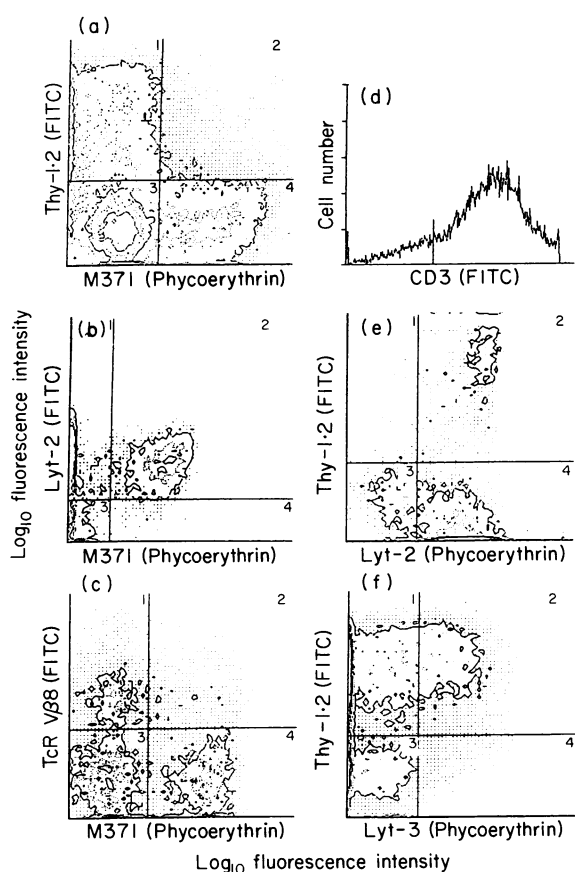 (a)
1
2
3
4
Thy-1·2 (FITC)
M371 (Phycoerythrin)
(d)
Cell number
CD3 (FITC)
(b)
1
2
3
4
Lyt-2 (FITC)
M371 (Phycoerythrin)
(e)
1
2
3
4
Thy-1·2 (FITC)
Lyt-2 (Phycoerythrin)
(c)
1
2
3
4
TcR Vβ8 (FITC)
M371 (Phycoerythrin)
(f)
1
2
3
4
Thy-1·2 (FITC)
Lyt-3 (Phycoerythrin)
Log10 fluorescence intensity
Log10 fluorescence intensity